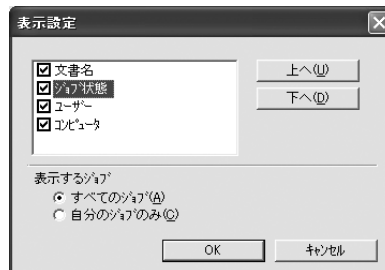 表示設定
文書名
ｼﾞｮﾌﾞ状態
ﾕｰｻﾞｰ
ｺﾝﾋﾟｭｰﾀ
上へ(U)
下へ(D)
表示するｼﾞｮﾌﾞ
すべてのｼﾞｮﾌﾞ(A)
自分のｼﾞｮﾌﾞのみ(C)
OK
ｷｬﾝｾﾙ